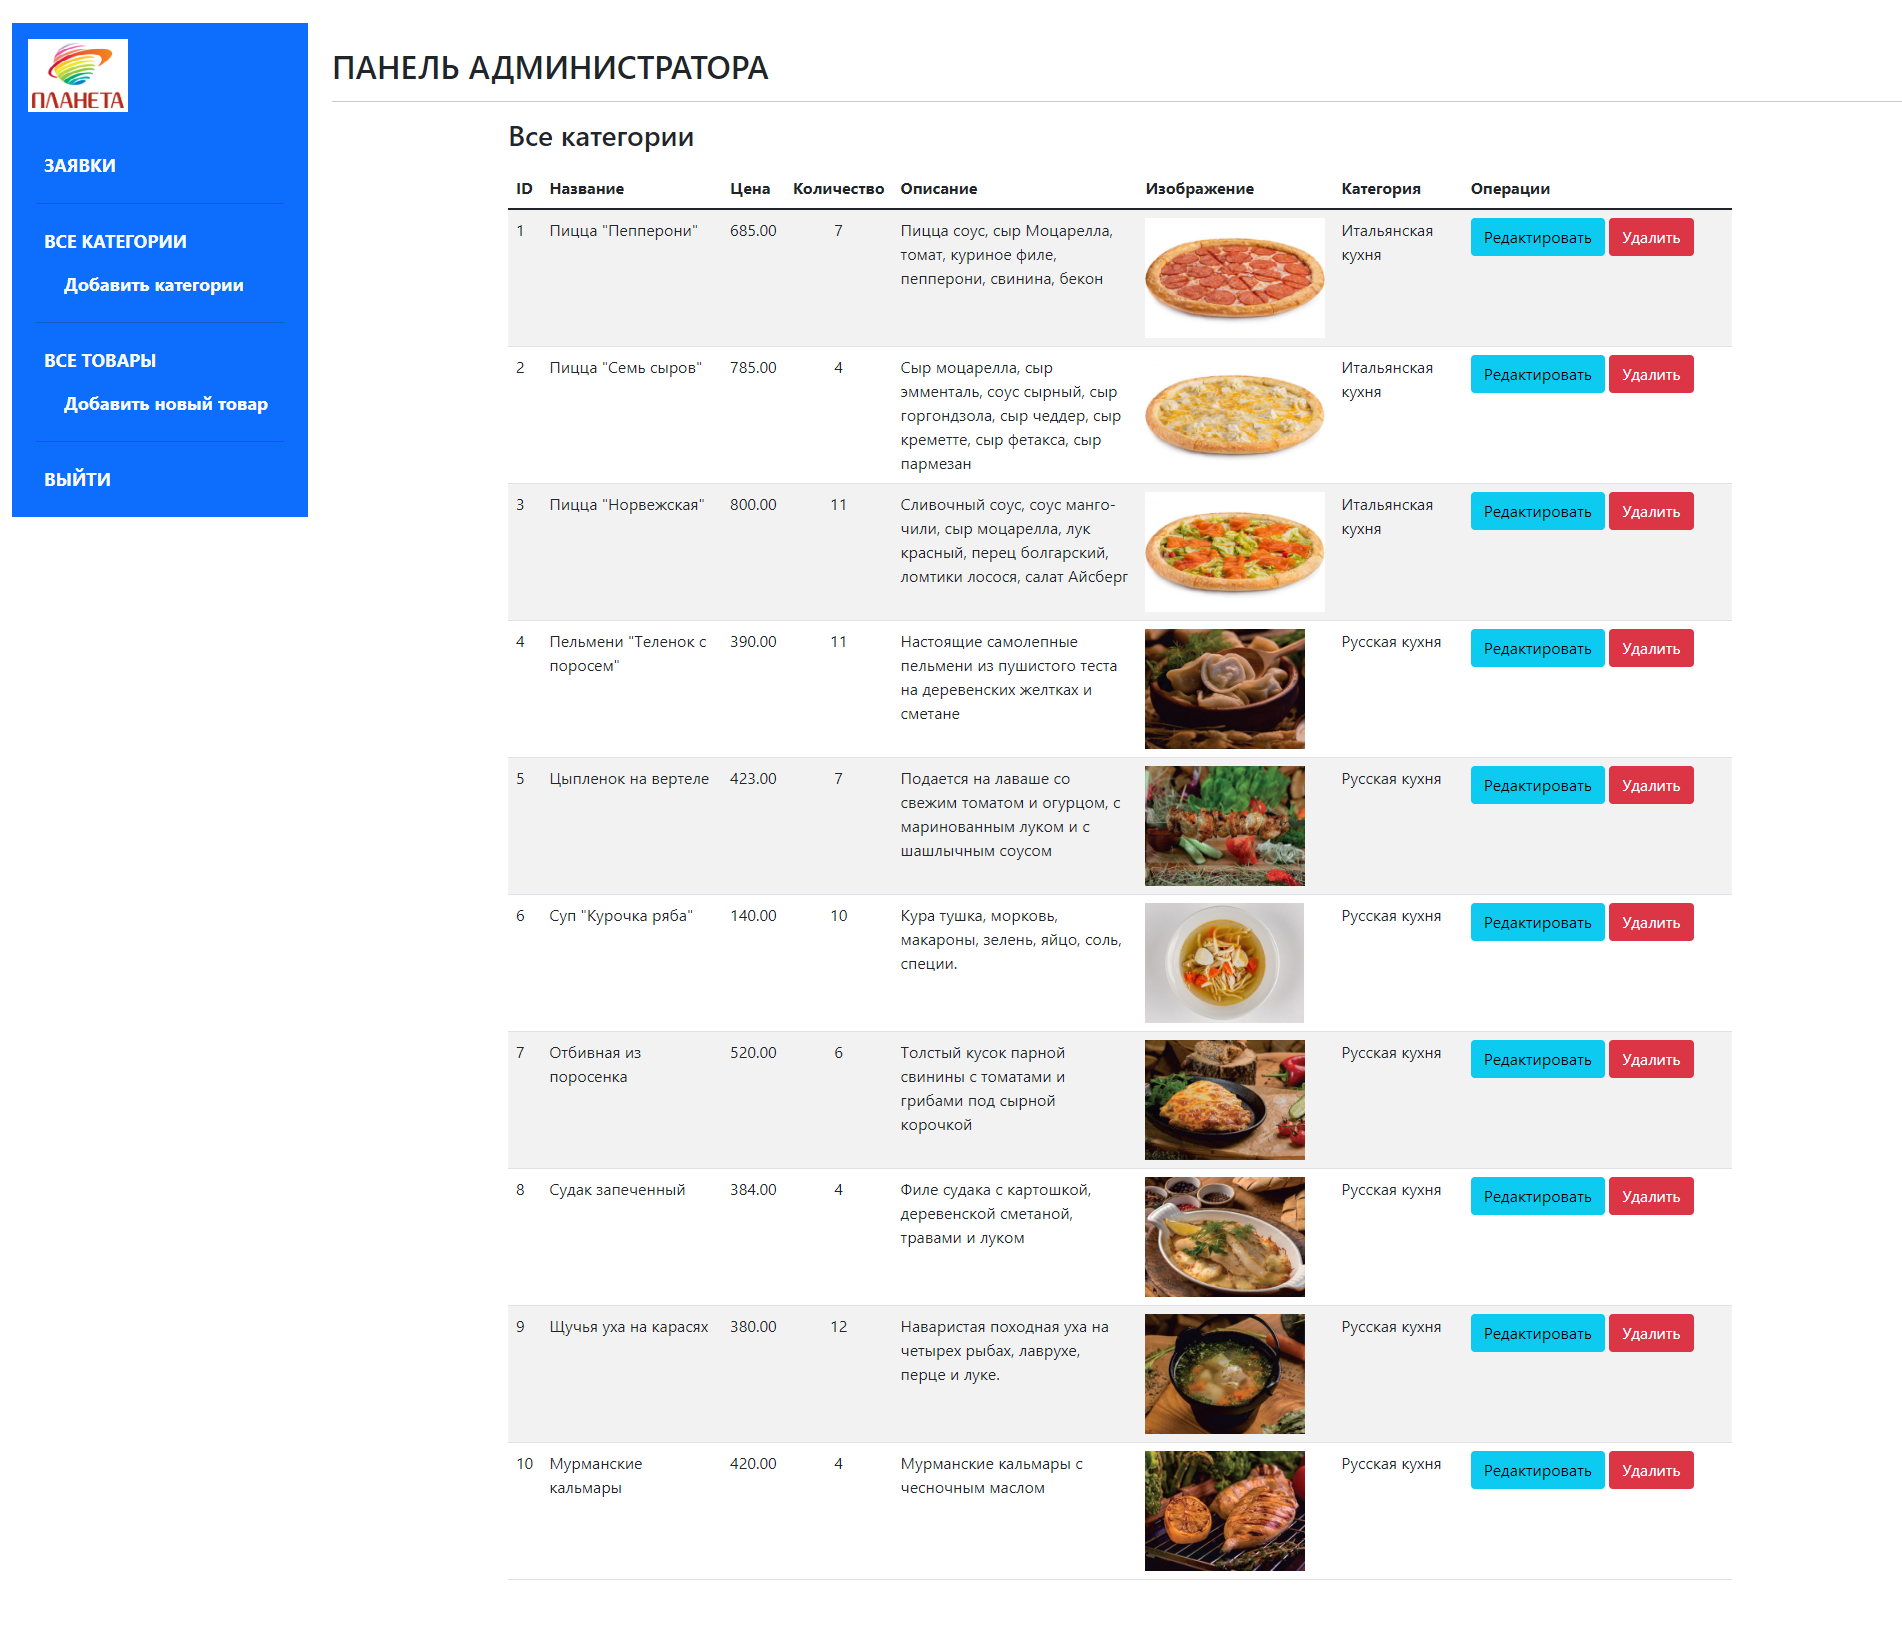 ПЛАНЕТА
ЗАЯВКИ
ВСЕ КАТЕГОРИИ
Добавить категории
ВСЕ ТОВАРЫ
Добавить новый товар
ВЫЙТИ
ПАНЕЛЬ АДМИНИСТРАТОРА
Все категории
ID Название Цена Количество Описание Изображение Категория Операции
1 Пицца "Пепперони" 685.00 7 Пицца соус, сыр Моцарелла, Итальянская Редактировать Удалить
томат, куриное филе, кухня
пепперони, свинина, бекон
2 Пицца "Семь сыров" 785.00 4 Сыр моцарелла, сыр Итальянская Редактировать Удалить
эмменталь, соус сырный, сыр кухня
горгондзола, сыр чеддер, сыр
креметте, сыр фетакса, сыр
пармезан
3 Пицца "Норвежская" 800.00 11 Сливочный соус, соус манго- Итальянская Редактировать Удалить
чили, сыр моцарелла, лук кухня
красный, перец болгарский,
ломтики лосося, салат Айсберг
4 Пельмени "Теленок с 390.00 11 Настоящие самолепные Русская кухня Редактировать Удалить
поросем" пельмени из пушистого теста
на деревенских желтках и
сметане
5 Цыпленок на вертеле 423.00 7 Подается на лаваше со Русская кухня Редактировать Удалить
свежим томатом и огурцом, с
маринованным луком и с
шашлычным соусом
6 Суп "Курочка ряба" 140.00 10 Кура тушка, морковь, Русская кухня Редактировать Удалить
макароны, зелень, яйцо, соль,
специи.
7 Отбивная из 520.00 6 Толстый кусок парной Русская кухня Редактировать Удалить
поросенка свинины с томатами и
грибами под сырной
корочкой
8 Судак запеченный 384.00 4 Филе судака с картошкой, Русская кухня Редактировать Удалить
деревенской сметаной,
травами и луком
9 Щучья уха на карасях 380.00 12 Наваристая походная уха на Русская кухня Редактировать Удалить
четырех рыбах, лаврухе,
перце и луке.
10 Мурманские 420.00 4 Мурманские кальмары с Русская кухня Редактировать Удалить
кальмары чесночным маслом